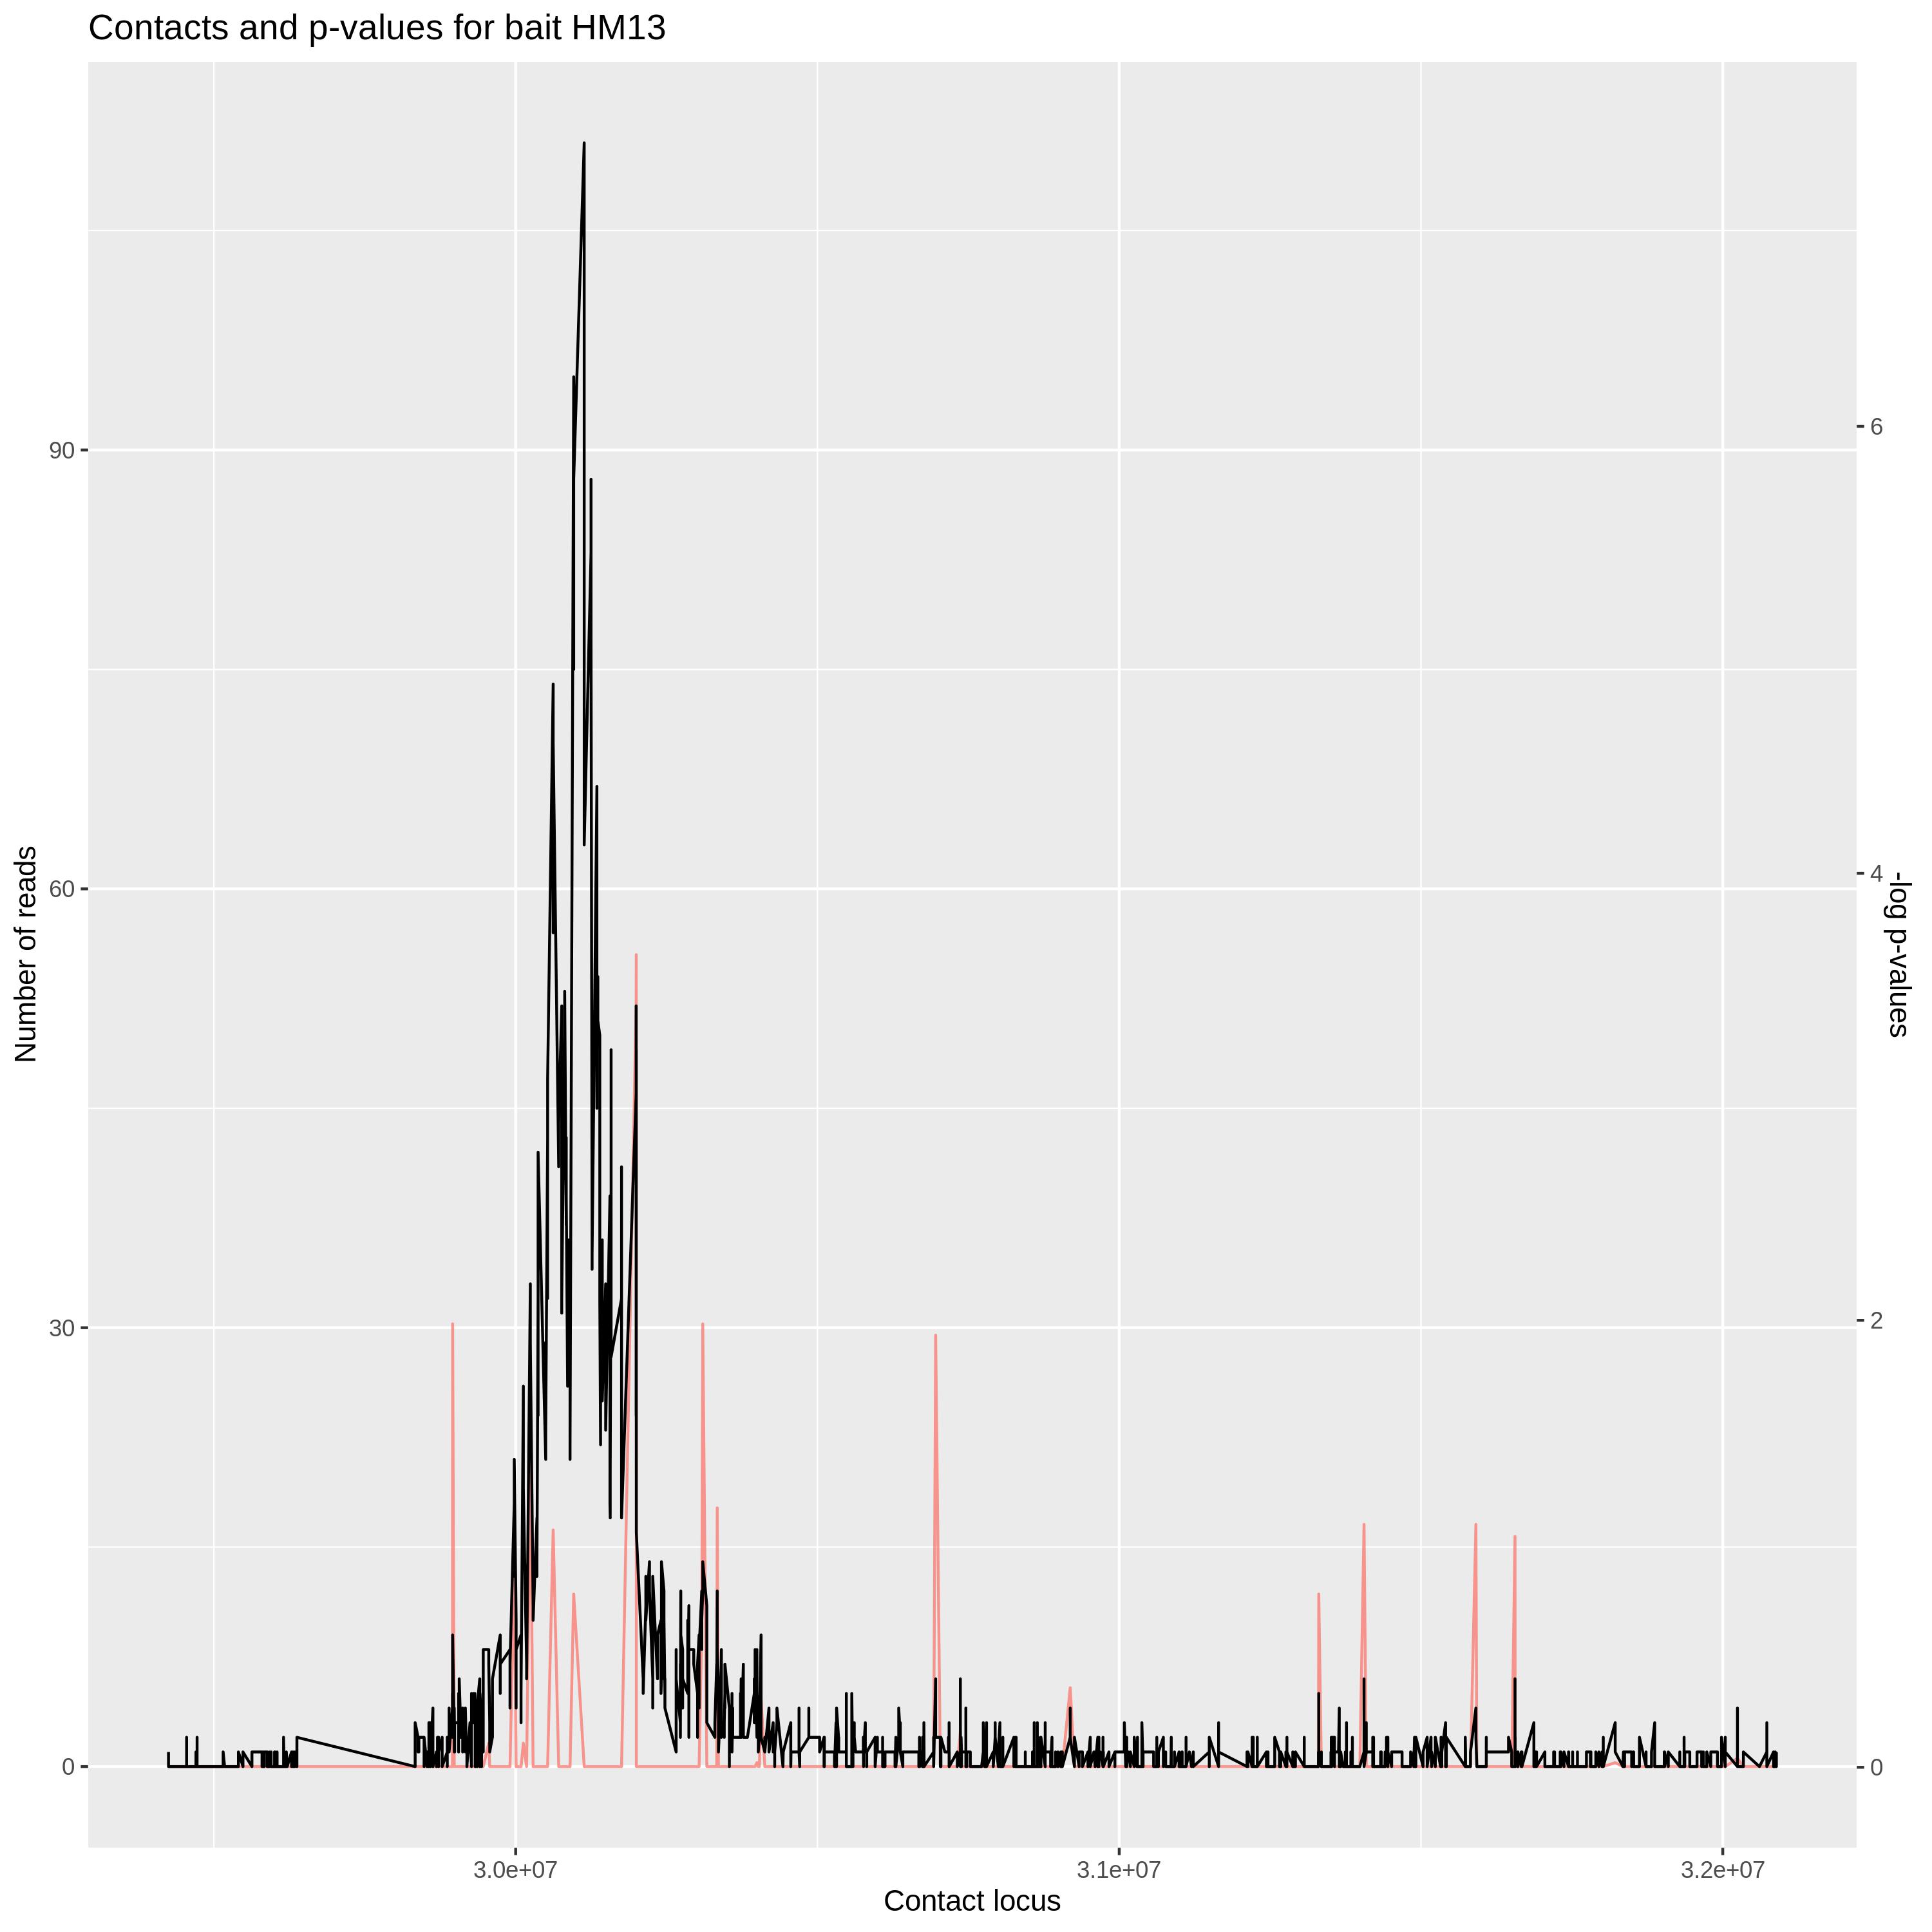 Contacts and p-values for bait HM13
Number of reads
90
60
30
0
6
4
2
0
-log p-values
3.0e+07
3.1e+07
3.2e+07
Contact locus